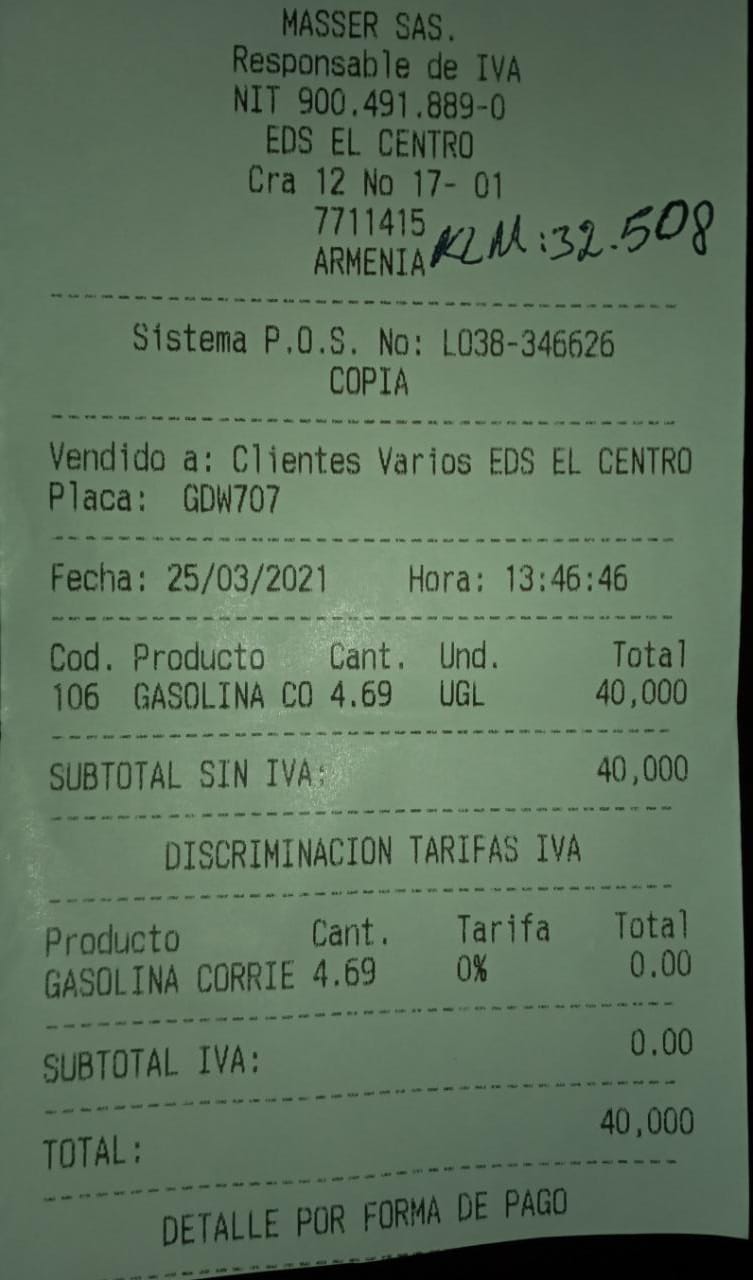 MASSER SAS.
Responsable de IVA
NIT 900.491.889-0
EDS EL CENTRO
Cra 12 No 17- 01
7711415
KLM:32.508
ARMENIA
Sistema P.O.S. No: L038-346626
COPIA
Vendido a: Clientes Varios EDS EL CENTRO
Placa: GDW707
Fecha: 25/03/2021 Hora: 13:46:46
Cod. Producto Cant. Und. Total
106 GASOLINA CO 4.69 UGL 40,000
SUBTOTAL SIN IVA: 40,000
DISCRIMINACION TARIFAS IVA
Producto Cant. Tarifa Total
GASOLINA CORRIE 4.69 0% 0.00
SUBTOTAL IVA: 0.00
TOTAL: 40,000
DETALLE POR FORMA DE PAGO